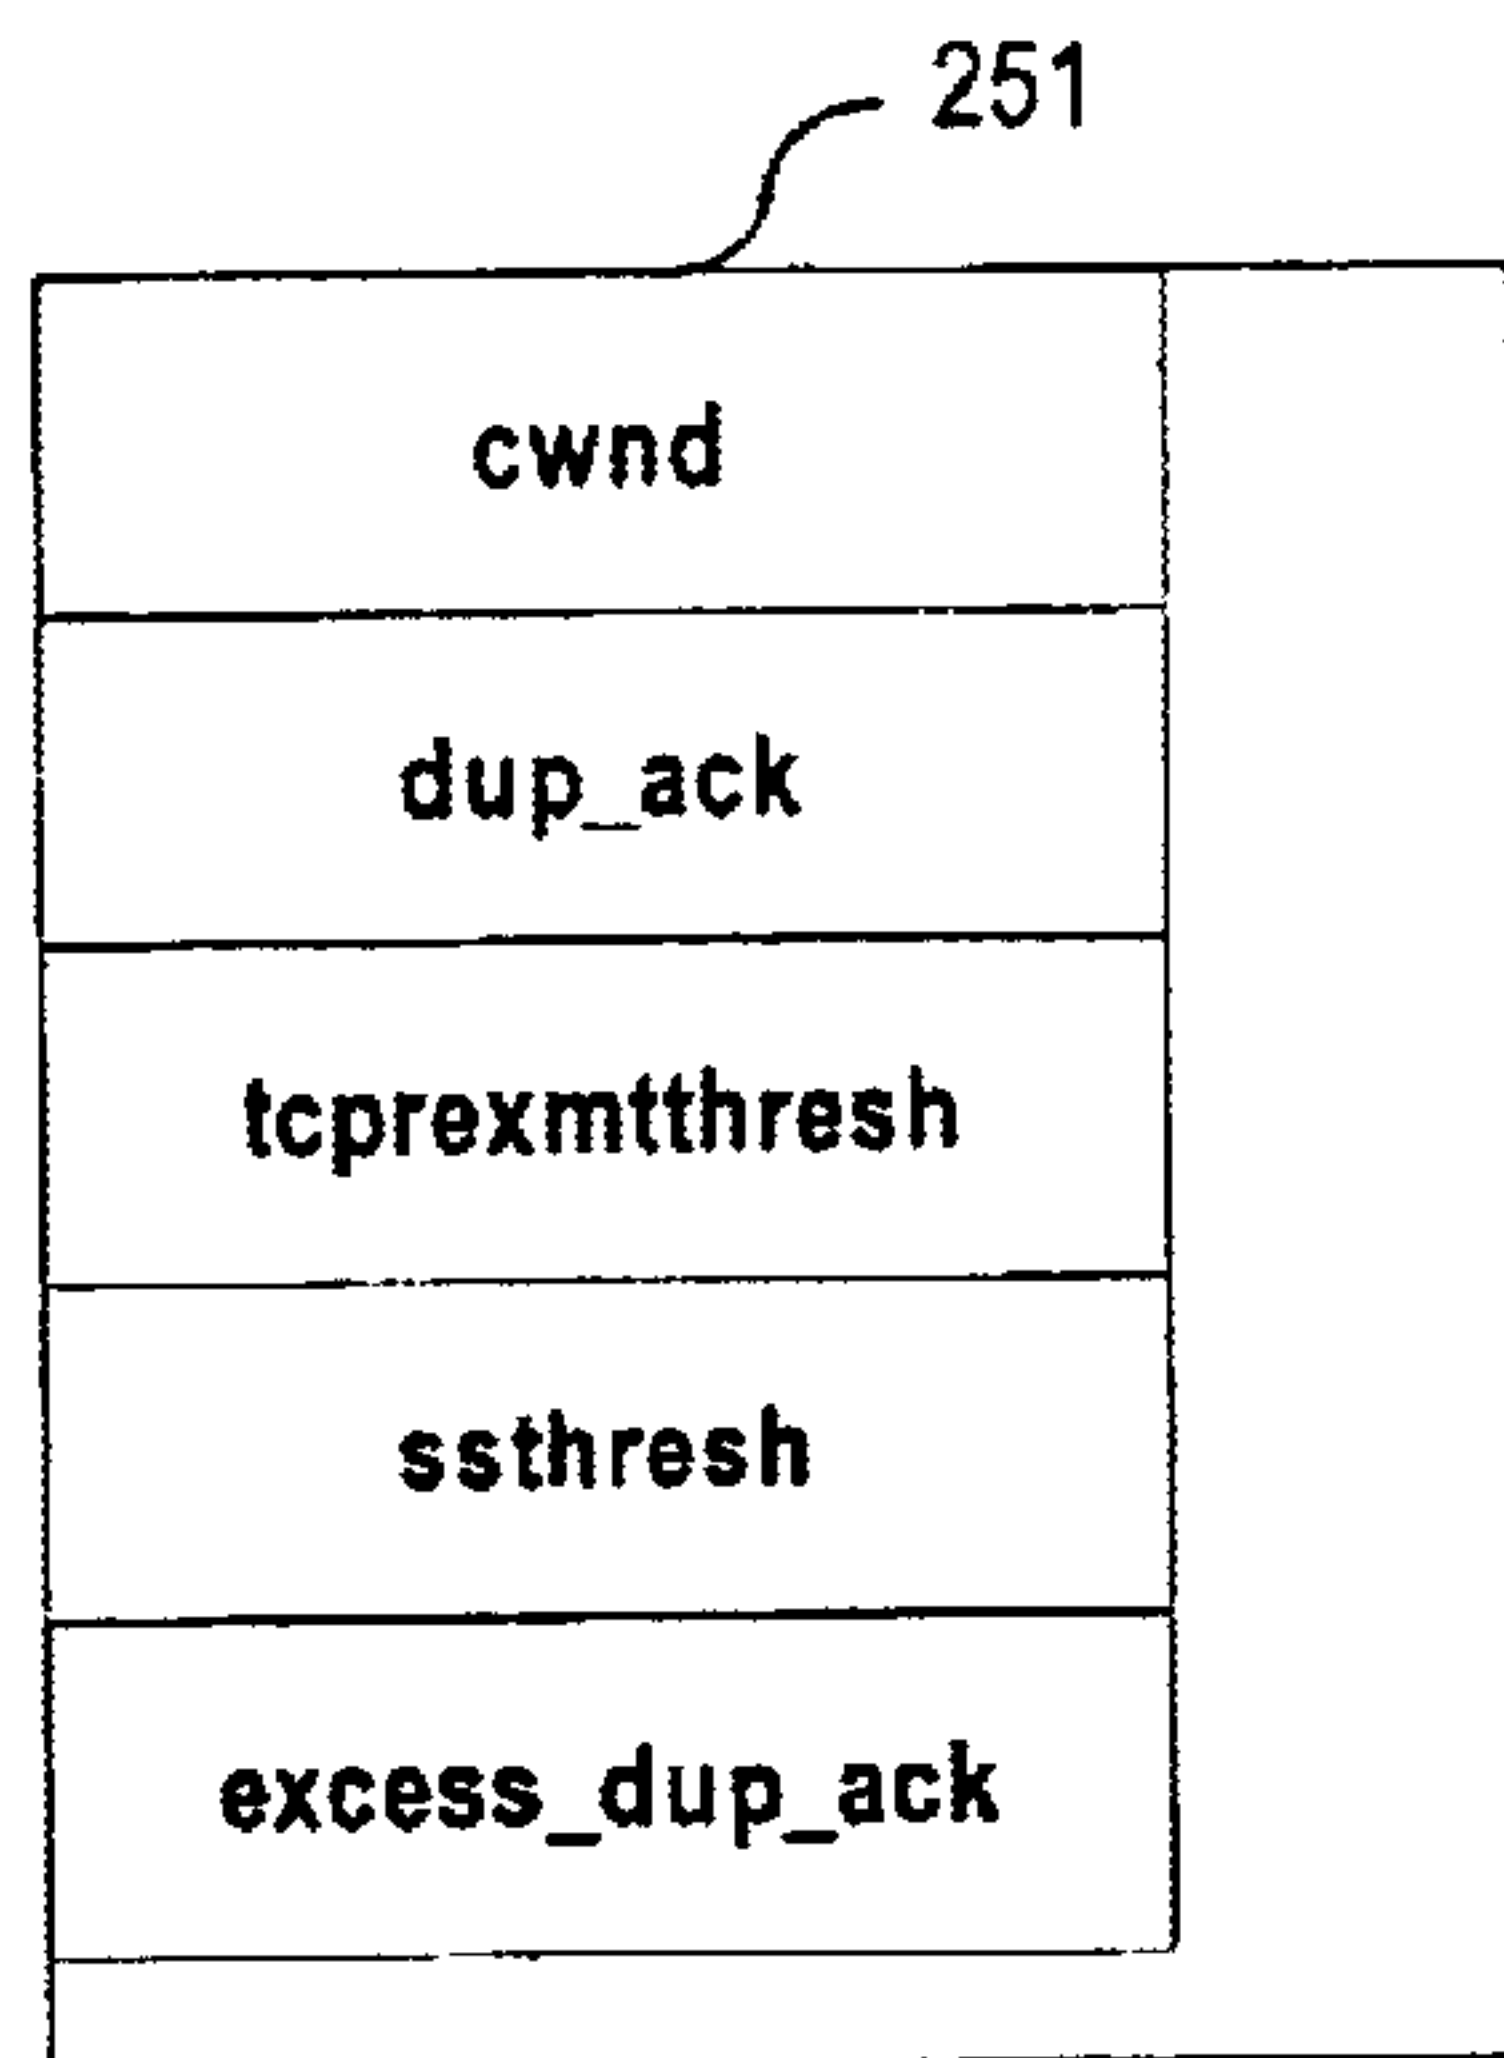 251
cwnd
dup_ack
tcprexmtthresh
ssthresh
excess_dup_ack